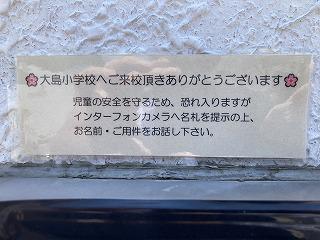 大島小学校へご来校頂きありがとうございます
児童の安全を守るため、恐れ入りますが
インターフォンカメラへ名札を提示の上、
お名前・ご用件をお話し下さい。